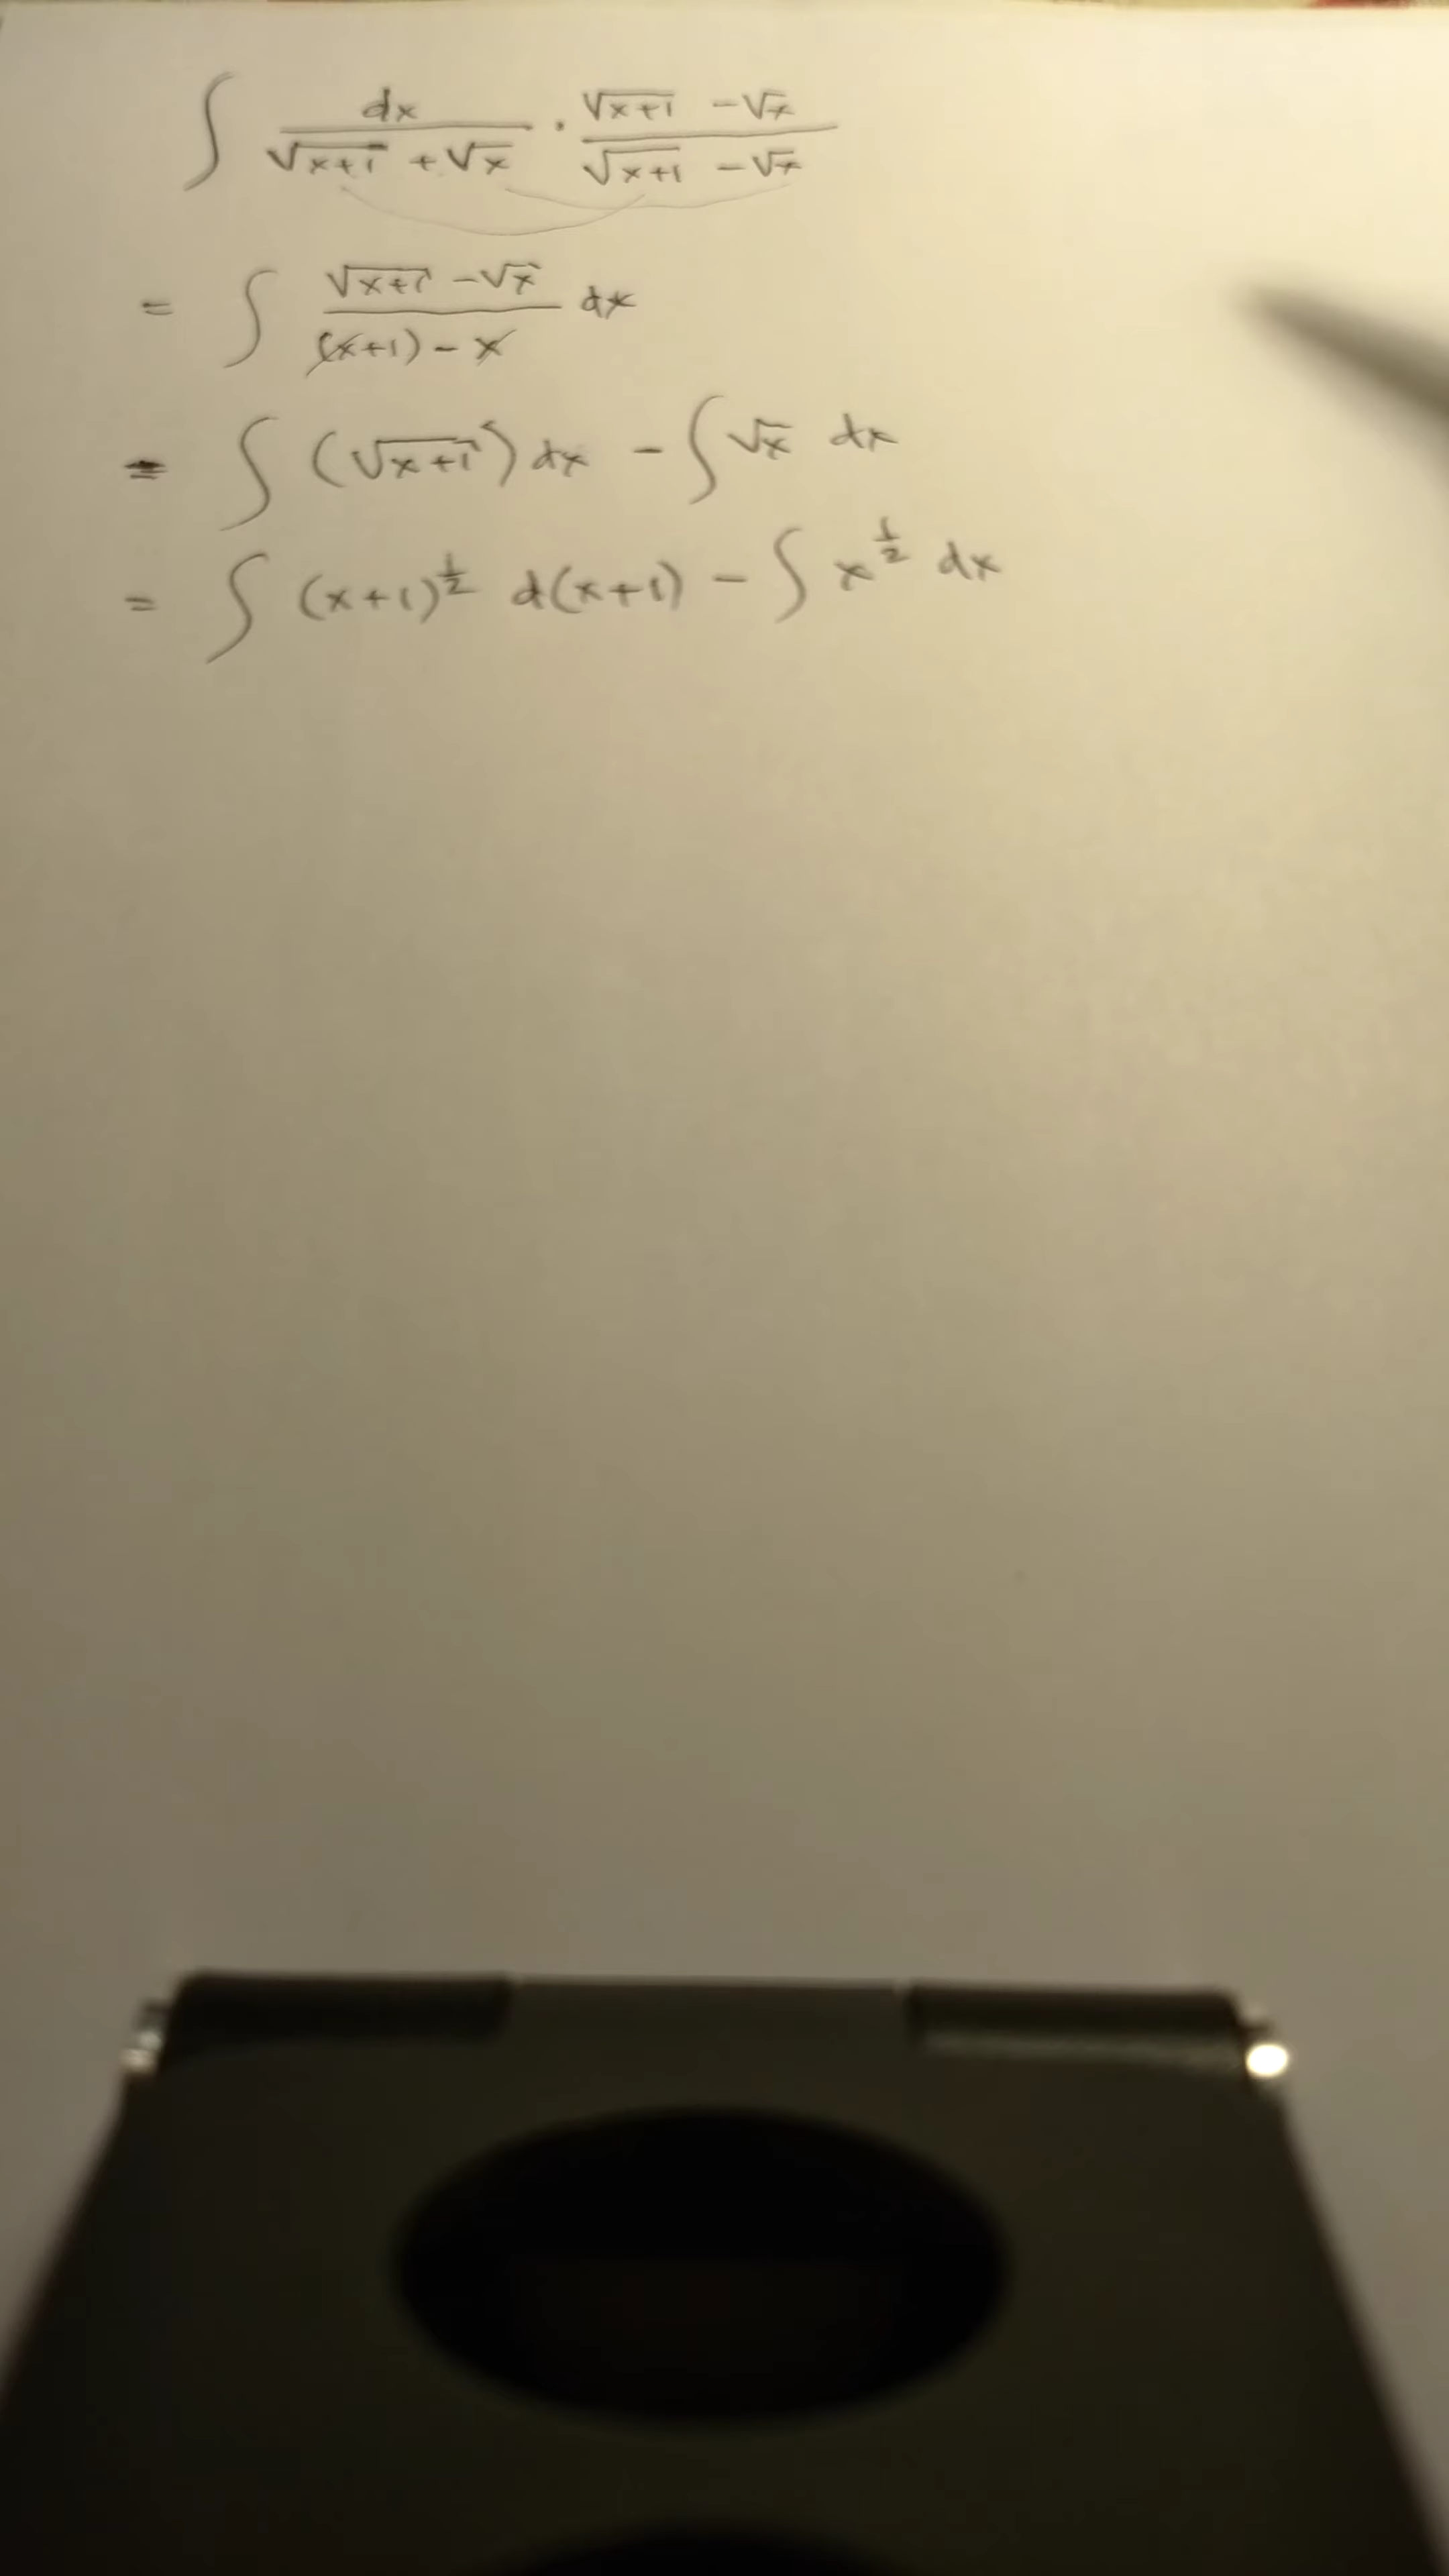 ∫ dx/(√(x+1) + √x) · (√(x+1) - √x)/(√(x+1) - √x)
= ∫ (√(x+1) - √x)/((x+1) - x) dx
= ∫ (√(x+1)) dx - ∫ √x dx
= ∫ (x+1)^(1/2) d(x+1) - ∫ x^(1/2) dx